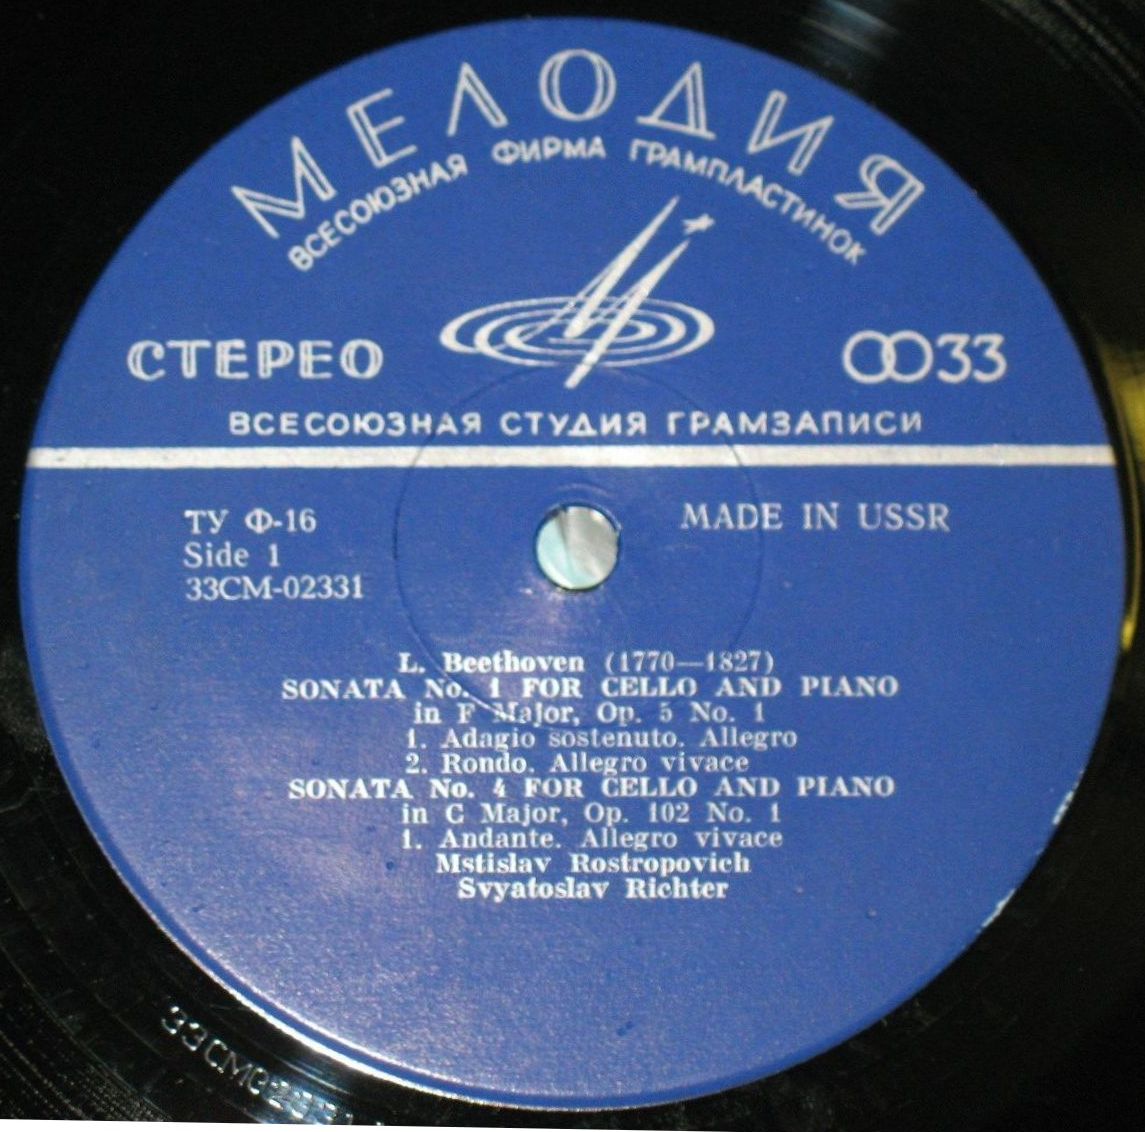 МЕЛОДИЯ
ВСЕСОЮЗНАЯ ФИРМА ГРАМПЛАСТИНОК
СТЕРЕО
33
ВСЕСОЮЗНАЯ СТУДИЯ ГРАМЗАПИСИ
ТУ Ф-16
MADE IN USSR
Side 1
33СМ-02331
L. Beethoven (1770—1827)
SONATA No. 1 FOR CELLO AND PIANO
in F Major, Op. 5 No. 1
1. Adagio sostenuto. Allegro
2. Rondo. Allegro vivace
SONATA No. 4 FOR CELLO AND PIANO
in C Major, Op. 102 No. 1
1. Andante. Allegro vivace
Mstislav Rostropovich
Svyatoslav Richter